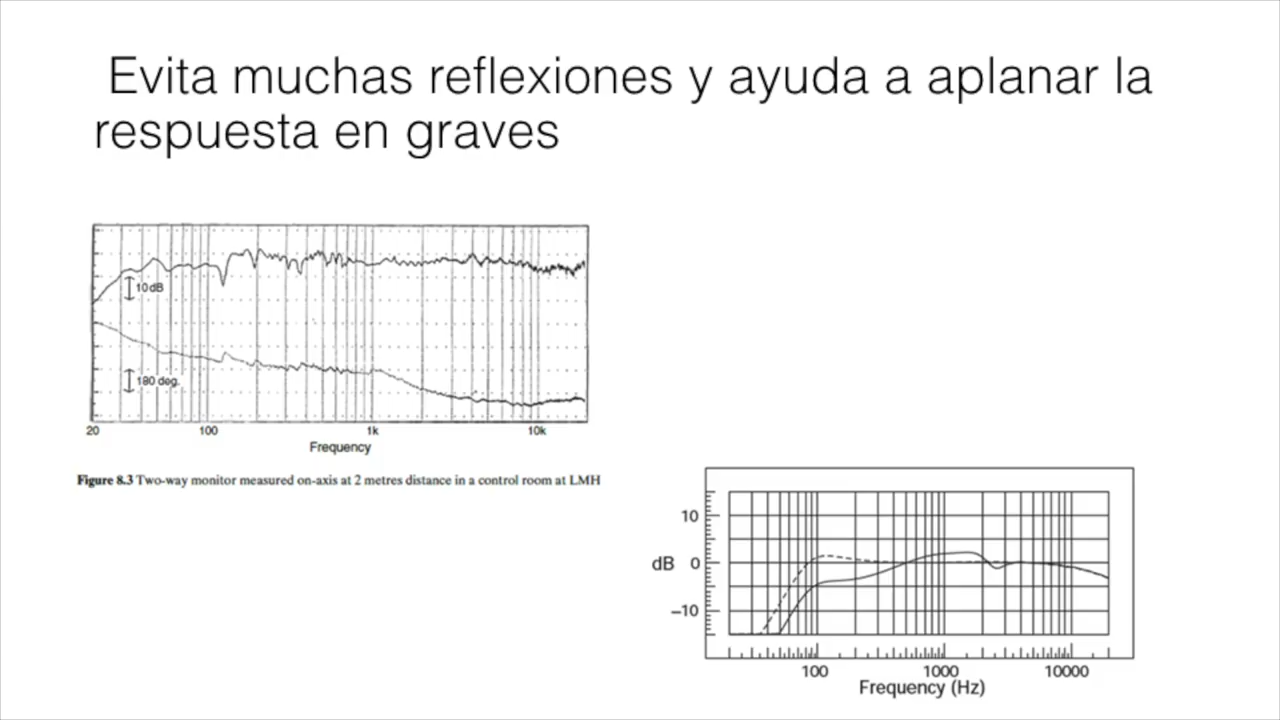 Evita muchas reflexiones y ayuda a aplanar la
respuesta en graves
10dB
180 deg.
20 100 1k 10k
Frequency
Figure 8.3 Two-way monitor measured on-axis at 2 metres distance in a control room at LMH
10
dB 0
–10
100 1000 10000
Frequency (Hz)